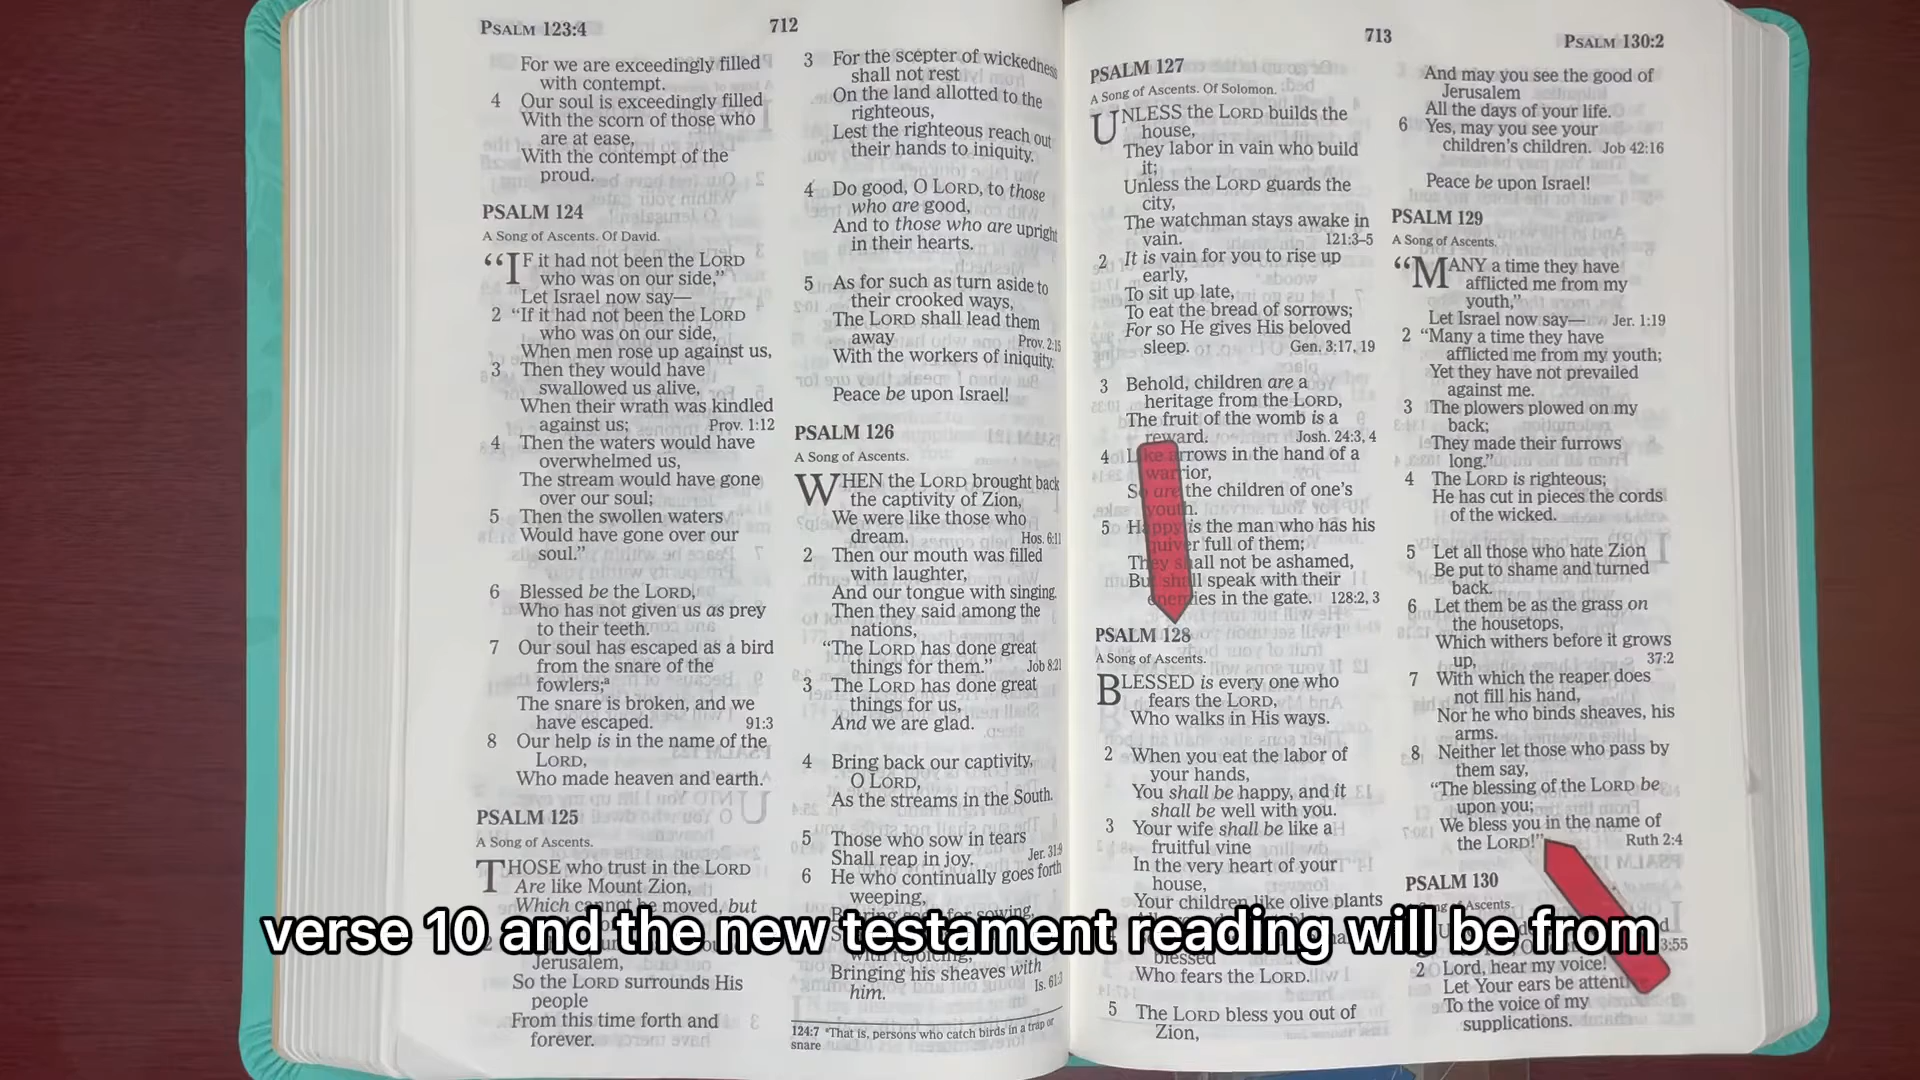 PSALM 123:4
712
For we are exceedingly filled
with contempt.
4 Our soul is exceedingly filled
With the scorn of those who
are at ease,
With the contempt of the
proud.
PSALM 124
A Song of Ascents. Of David.
“IF it had not been the LORD
who was on our side,”
Let Israel now say—
2 “If it had not been the LORD
who was on our side,
When men rose up against us,
3 Then they would have
swallowed us alive,
When their wrath was kindled
against us; Prov. 1:12
4 Then the waters would have
overwhelmed us,
The stream would have gone
over our soul;
5 Then the swollen waters
Would have gone over our
soul.”
6 Blessed be the LORD,
Who has not given us as prey
to their teeth.
7 Our soul has escaped as a bird
from the snare of the
fowlers;a
The snare is broken, and we
have escaped. 91:3
8 Our help is in the name of the
LORD,
Who made heaven and earth.
PSALM 125
A Song of Ascents.
THOSE who trust in the LORD
Are like Mount Zion,
Which cannot be moved, but
Jerusalem,
So the LORD surrounds His
people
From this time forth and
forever.
3 For the scepter of wickedness
shall not rest
On the land allotted to the
righteous,
Lest the righteous reach out
their hands to iniquity.
4 Do good, O LORD, to those
who are good,
And to those who are upright
in their hearts.
5 As for such as turn aside to
their crooked ways,
The LORD shall lead them
away Prov. 2:15
With the workers of iniquity.
Peace be upon Israel!
PSALM 126
A Song of Ascents.
WHEN the LORD brought back
the captivity of Zion,
We were like those who
dream. Hos. 6:11
2 Then our mouth was filled
with laughter,
And our tongue with singing.
Then they said among the
nations,
“The LORD has done great
things for them.” Job 8:21
3 The LORD has done great
things for us,
And we are glad.
4 Bring back our captivity,
O LORD,
As the streams in the South.
5 Those who sow in tears
Shall reap in joy. Jer. 31:9
6 He who continually goes forth
weeping,
for sowing,
with rejoicing,
Bringing his sheaves with
him. Is. 61:3
124:7 aThat is, persons who catch birds in a trap or
snare
713
PSALM 130:2
PSALM 127
A Song of Ascents. Of Solomon.
UNLESS the LORD builds the
house,
They labor in vain who build
it;
Unless the LORD guards the
city,
The watchman stays awake in
vain. 121:3–5
2 It is vain for you to rise up
early,
To sit up late,
To eat the bread of sorrows;
For so He gives His beloved
sleep. Gen. 3:17, 19
3 Behold, children are a
heritage from the LORD,
The fruit of the womb is a
reward. Josh. 24:3, 4
4 Like arrows in the hand of a
warrior,
So are the children of one’s
youth.
5 Happy is the man who has his
quiver full of them;
They shall not be ashamed,
But shall speak with their
enemies in the gate. 128:2, 3
PSALM 128
A Song of Ascents.
BLESSED is every one who
fears the LORD,
Who walks in His ways.
2 When you eat the labor of
your hands,
You shall be happy, and it
shall be well with you.
3 Your wife shall be like a
fruitful vine
In the very heart of your
house,
Your children like olive plants
blessed
Who fears the LORD.
5 The LORD bless you out of
Zion,
And may you see the good of
Jerusalem
All the days of your life.
6 Yes, may you see your
children’s children. Job 42:16
Peace be upon Israel!
PSALM 129
A Song of Ascents.
“MANY a time they have
afflicted me from my
youth,”
Let Israel now say— Jer. 1:19
2 “Many a time they have
afflicted me from my youth;
Yet they have not prevailed
against me.
3 The plowers plowed on my
back;
They made their furrows
long.”
4 The LORD is righteous;
He has cut in pieces the cords
of the wicked.
5 Let all those who hate Zion
Be put to shame and turned
back.
6 Let them be as the grass on
the housetops,
Which withers before it grows
up, 37:2
7 With which the reaper does
not fill his hand,
Nor he who binds sheaves, his
arms.
8 Neither let those who pass by
them say,
“The blessing of the LORD be
upon you;
We bless you in the name of
the LORD!” Ruth 2:4
PSALM 130
Ascents.
2 Lord, hear my voice!
Let Your ears be
To the voice of my
supplications.
verse 10 and the new testament reading will be from